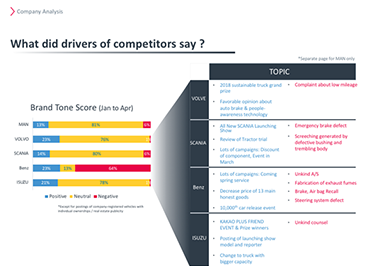 Company Analysis
What did drivers of competitors say ?
*Separate page for MAN only
TOPIC
Brand Tone Score (Jan to Apr)
MAN 13% 81% 6%
VOLVO 23% 76%
SCANIA 14% 80% 6%
Benz 23% 13% 64%
ISUZU 21% 78%
Positive Neutral Negative
*Except for postings of company-registered vehicles with
individual ownerships / real estate publicity
VOLVE
• 2018 sustainable truck grand
prize
• Favorable opinion about
auto brake & people-
awareness technology
• Complaint about low mileage
SCANIA
• All New SCANIA Launching
Show
• Review of Tractor trial
• Lots of campaigns: Discount
of component, Event in
March
• Emergency brake defect
• Screeching generated by
defective bushing and
trembling body
Benz
• Lots of campaigns: Coming
spring service
• Decrease price of 13 main
honest goods
• 10,000th car release event
• Unkind A/S
• Fabrication of exhaust fumes
• Brake, Air bag Recall
• Steering system defect
ISUZU
• KAKAO PLUS FRIEND
EVENT & Prize winners
• Posting of launching show
model and reporter
• Change to truck with
bigger capacity
• Unkind counsel